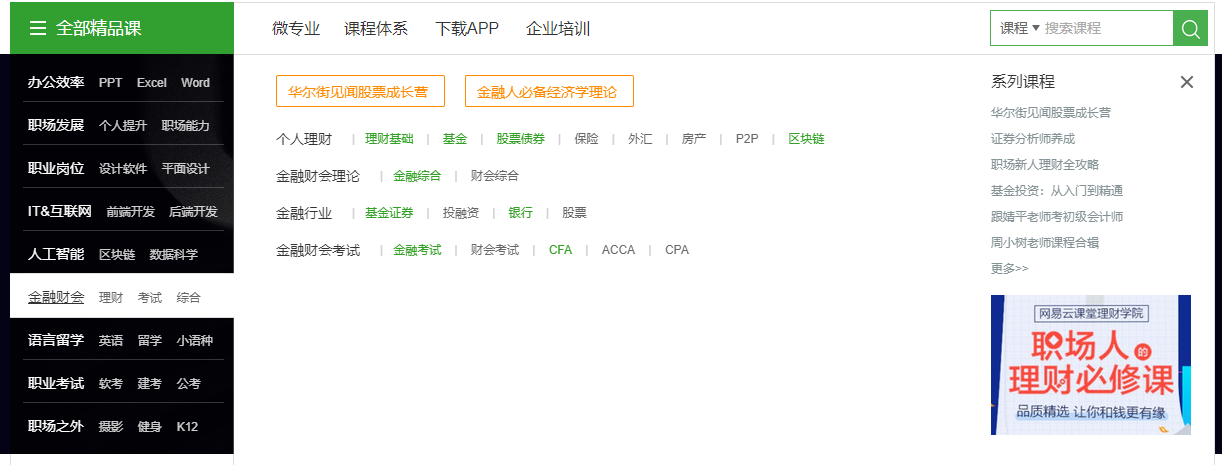 全部精品课 微专业 课程体系 下载APP 企业培训 课程 搜索课程
办公效率 PPT Excel Word
职场发展 个人提升 职场能力
职业岗位 设计软件 平面设计
IT&互联网 前端开发 后端开发
人工智能 区块链 数据科学
金融财会 理财 考试 综合
语言留学 英语 留学 小语种
职业考试 软考 建考 公考
职场之外 摄影 健身 K12
华尔街见闻股票成长营 金融人必备经济学理论
个人理财 | 理财基础 | 基金 | 股票债券 | 保险 | 外汇 | 房产 | P2P | 区块链
金融财会理论 | 金融综合 | 财会综合
金融行业 | 基金证券 | 投融资 | 银行 | 股票
金融财会考试 | 金融考试 | 财会考试 | CFA | ACCA | CPA
系列课程
华尔街见闻股票成长营
证券分析师养成
职场新人理财全攻略
基金投资：从入门到精通
跟婧平老师考初级会计师
周小树老师课程合辑
更多>>
网易云课堂理财学院
职场人的
理财必修课
品质精选 让你和钱更有缘